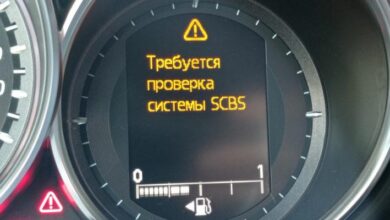 Требуется
проверка
системы SCBS
0 1